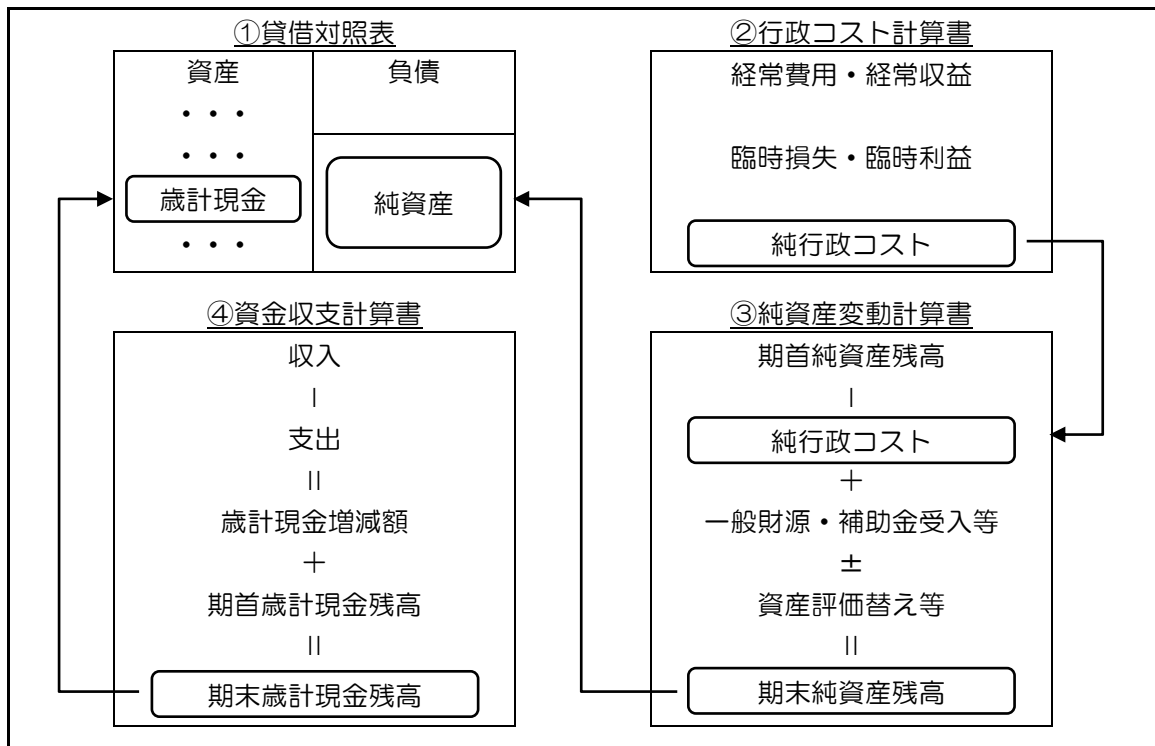 ①貸借対照表
資産
・・・
・・・
歳計現金
・・・
負債
純資産
②行政コスト計算書
経常費用・経常収益
臨時損失・臨時利益
純行政コスト
④資金収支計算書
収入
－
支出
＝
歳計現金増減額
＋
期首歳計現金残高
＝
期末歳計現金残高
③純資産変動計算書
期首純資産残高
－
純行政コスト
＋
一般財源・補助金受入等
±
資産評価替え等
＝
期末純資産残高